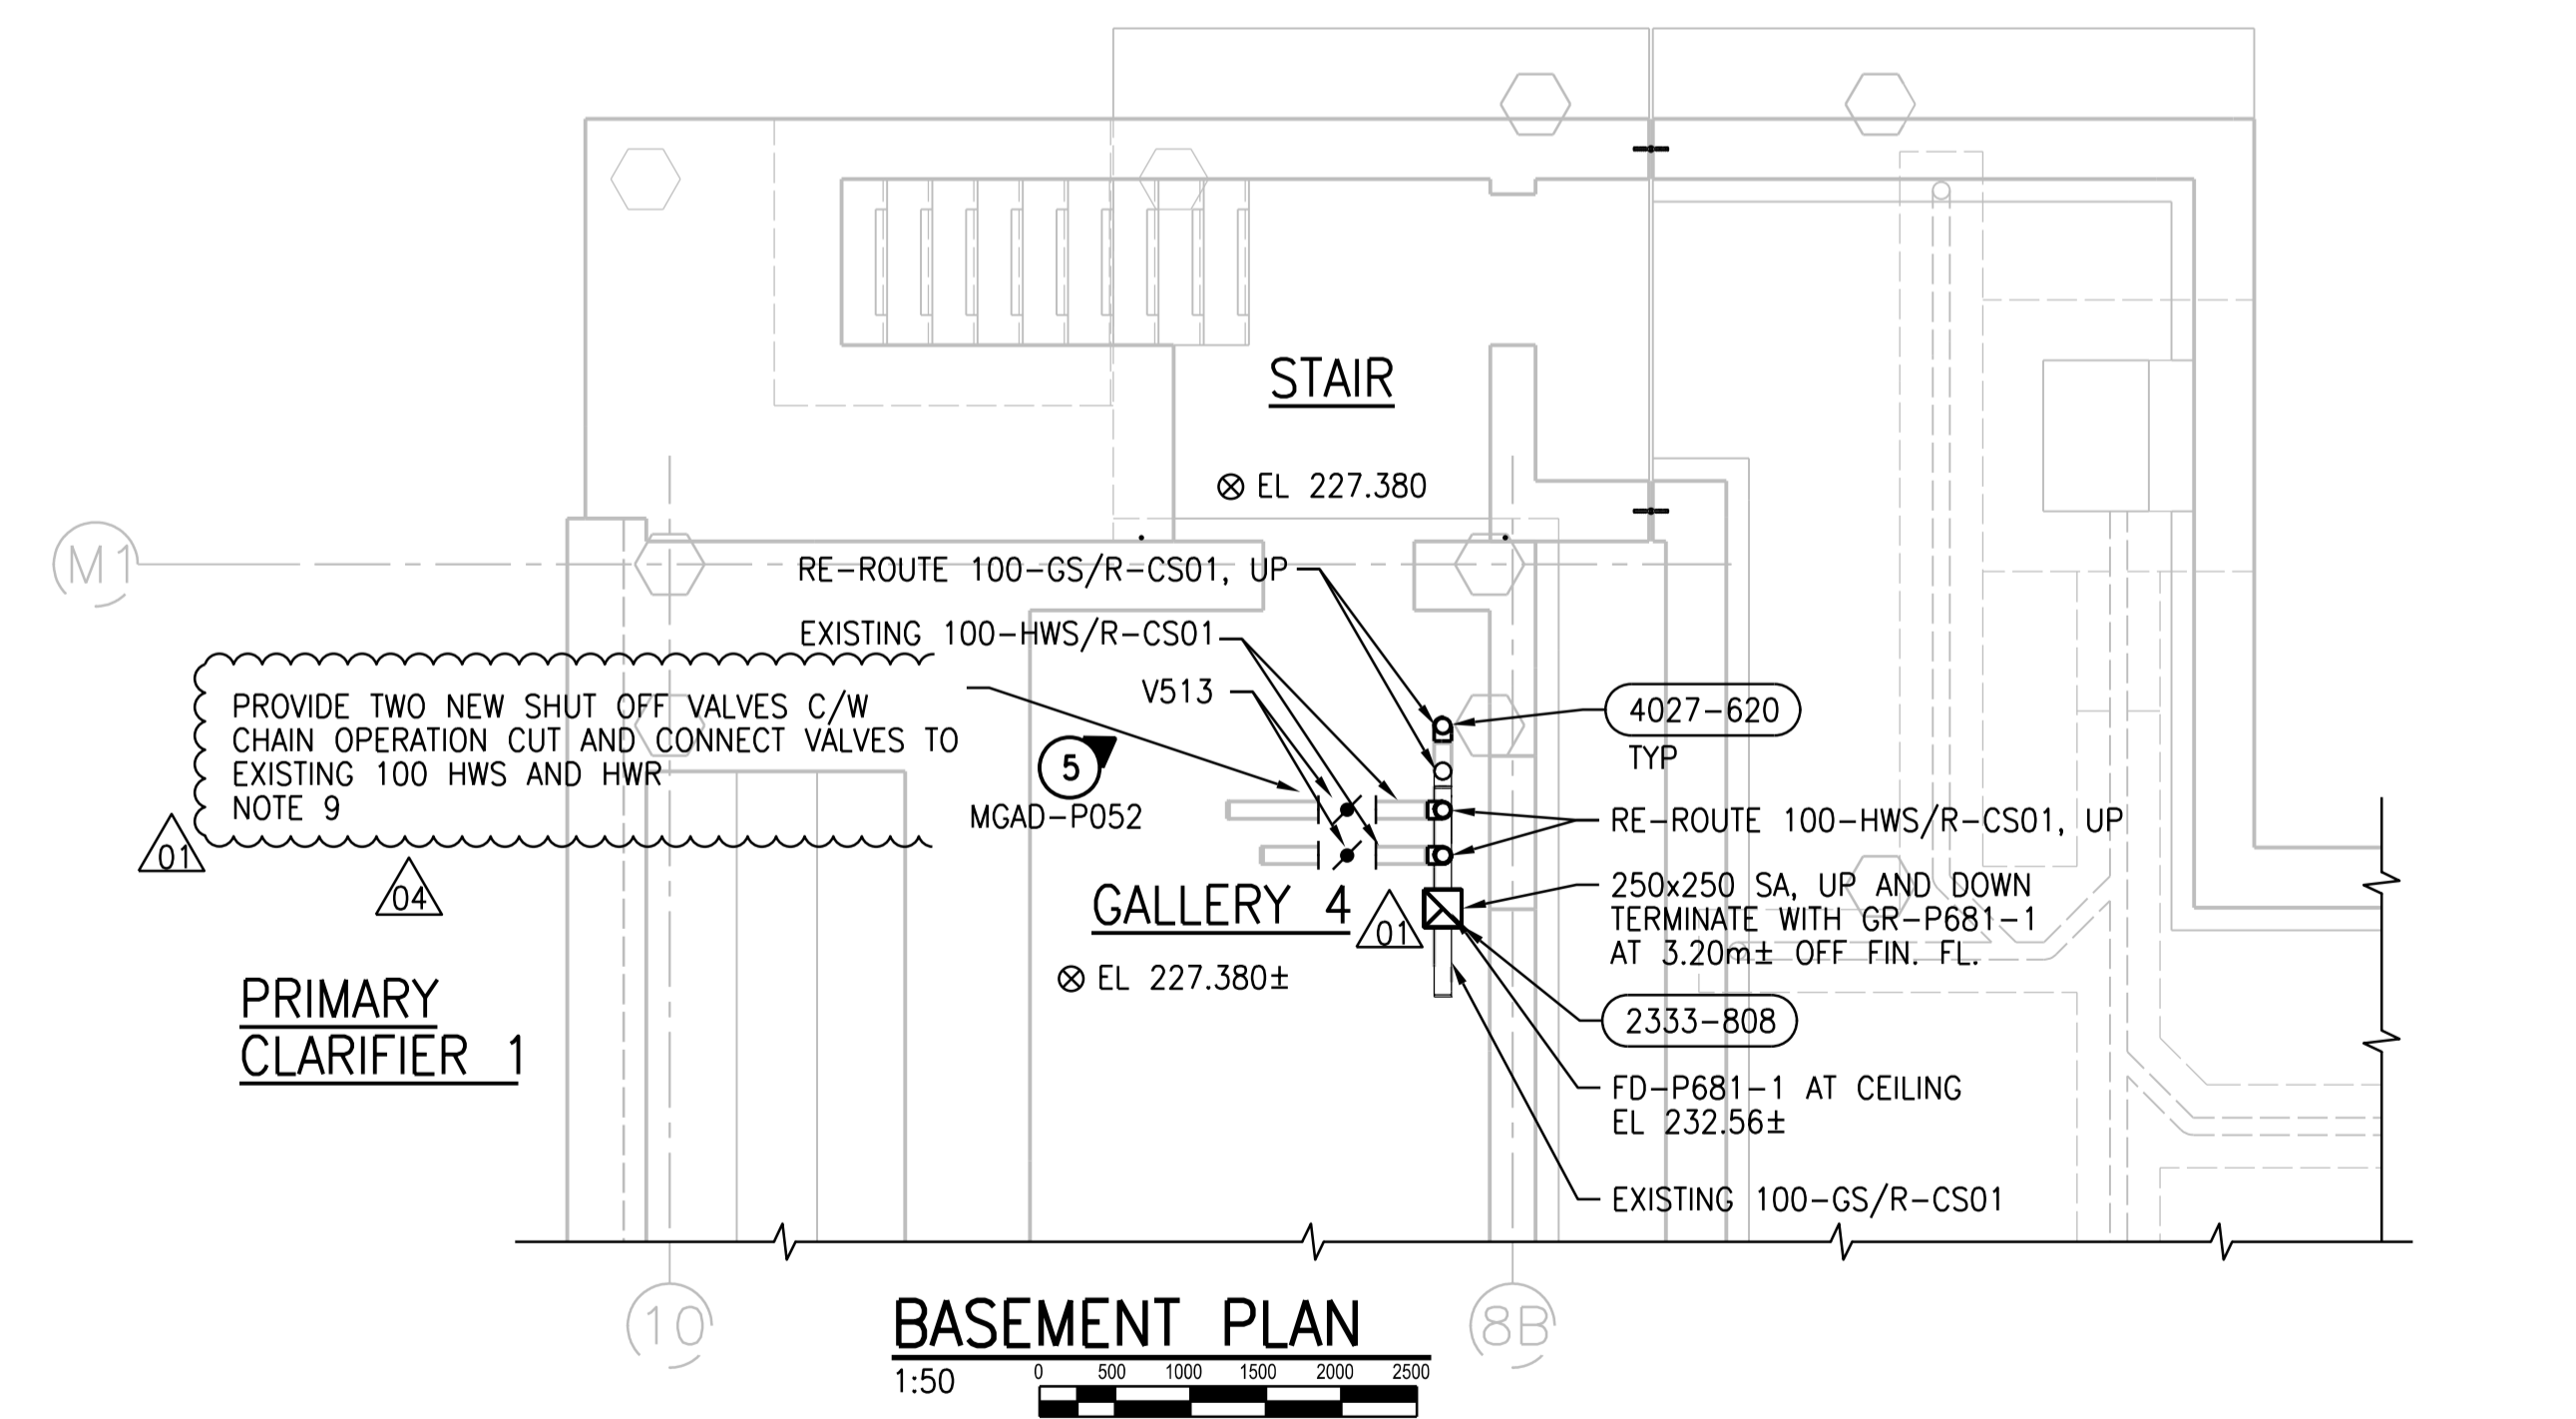 STAIR
⊗ EL 227.380
M1
RE-ROUTE 100-GS/R-CS01, UP
EXISTING 100-HWS/R-CS01
V513
PROVIDE TWO NEW SHUT OFF VALVES C/W
CHAIN OPERATION CUT AND CONNECT VALVES TO
EXISTING 100 HWS AND HWR
NOTE 9
01
04
5
MGAD-P052
4027-620
TYP
RE-ROUTE 100-HWS/R-CS01, UP
250x250 SA, UP AND DOWN
TERMINATE WITH GR-P681-1
AT 3.20m± OFF FIN. FL.
GALLERY 4
01
⊗ EL 227.380±
PRIMARY
CLARIFIER 1
2333-808
FD-P681-1 AT CEILING
EL 232.56±
EXISTING 100-GS/R-CS01
10
8B
BASEMENT PLAN
1:50
0 500 1000 1500 2000 2500